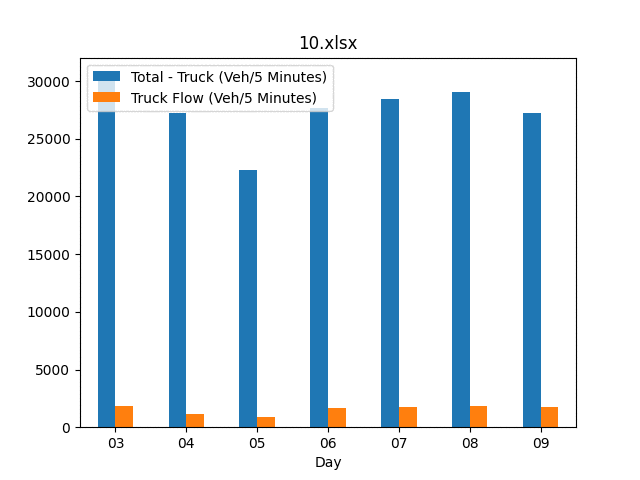 10.xlsx
Total - Truck (Veh/5 Minutes)
Truck Flow (Veh/5 Minutes)
30000
25000
20000
15000
10000
5000
0
03 04 05 06 07 08 09
Day